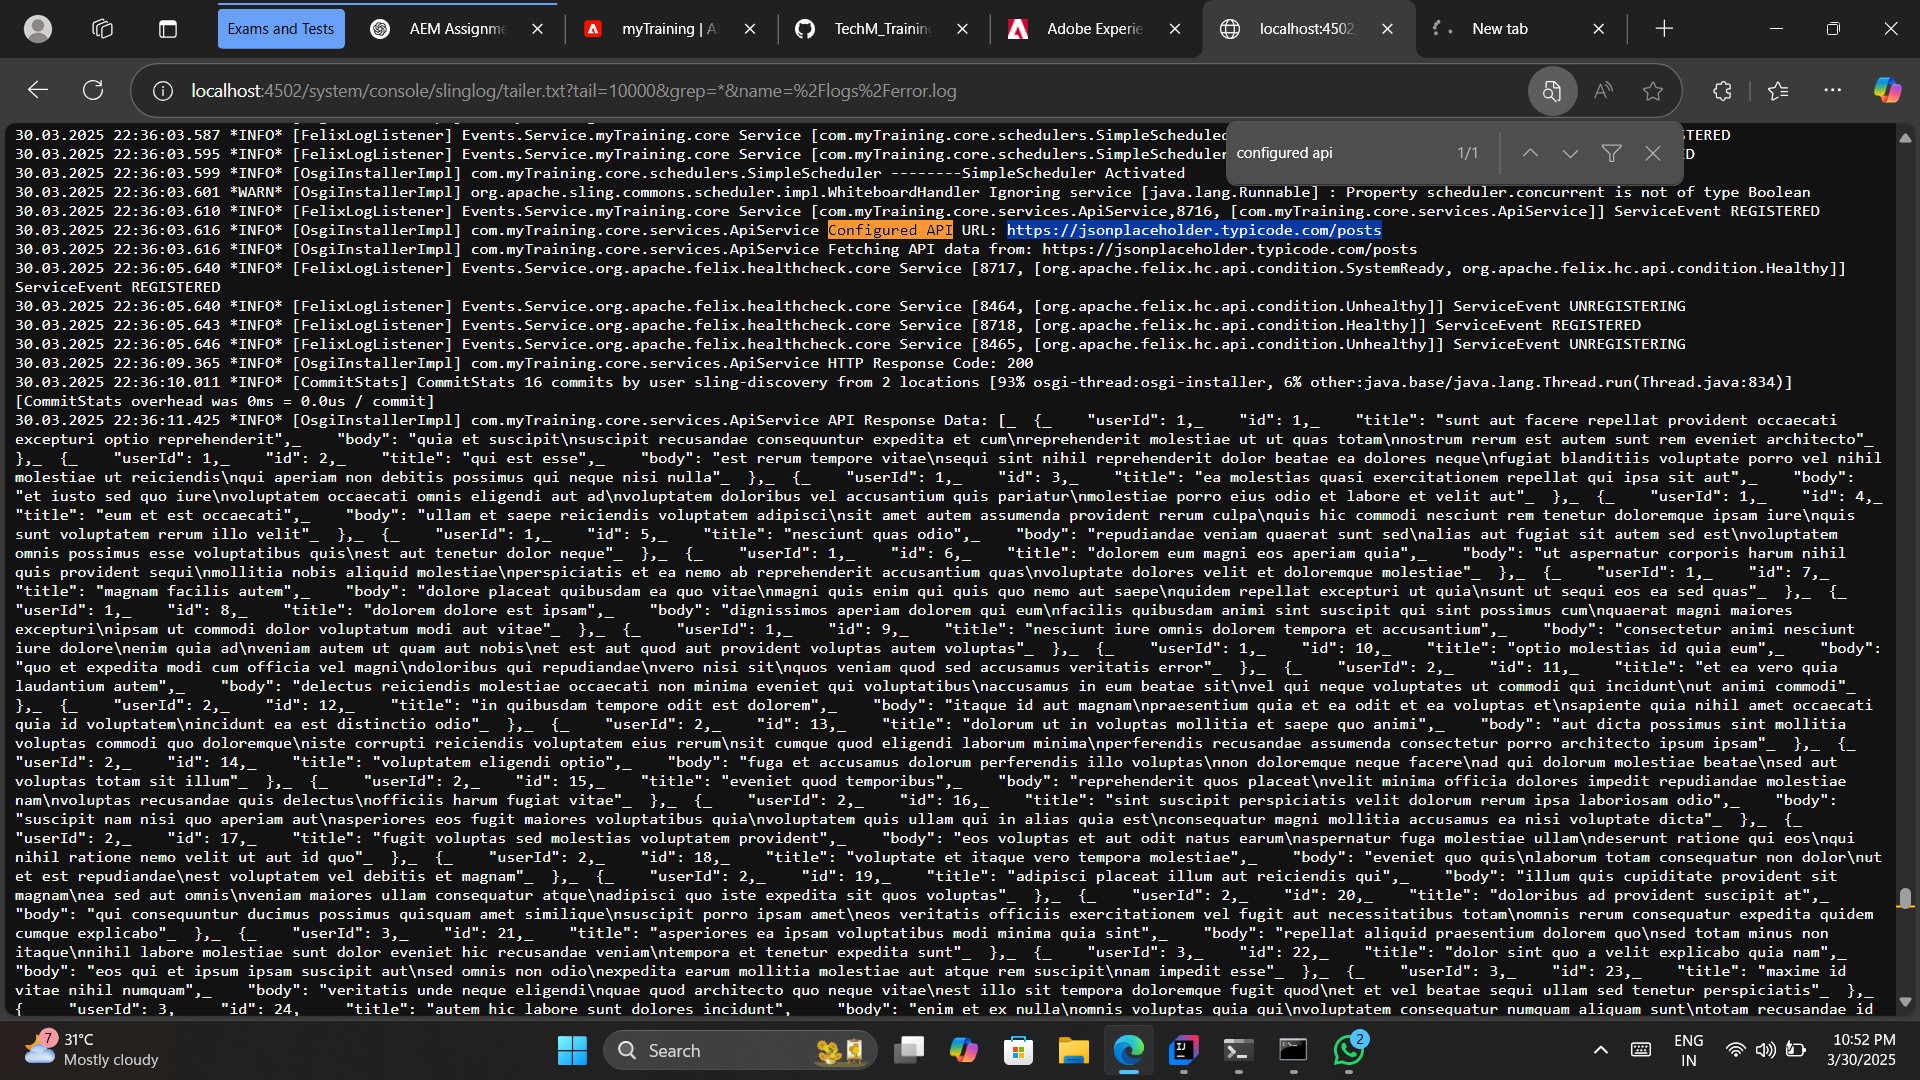 Exams and Tests
AEM Assignme
myTraining | A
TechM_Training
Adobe Experie
localhost:4502
New tab
localhost:4502/system/console/slinglog/tailer.txt?tail=10000&grep=*&name=%2Flogs%2Ferror.log
configured api 1/1
30.03.2025 22:36:03.587 *INFO* [FelixLogListener] Events.Service.myTraining.core Service [com.myTraining.core.schedulers.SimpleScheduled TERED
30.03.2025 22:36:03.595 *INFO* [FelixLogListener] Events.Service.myTraining.core Service [com.myTraining.core.schedulers.SimpleScheduler ED
30.03.2025 22:36:03.599 *INFO* [OsgiInstallerImpl] com.myTraining.core.schedulers.SimpleScheduler --------SimpleScheduler Activated
30.03.2025 22:36:03.601 *WARN* [OsgiInstallerImpl] org.apache.sling.commons.scheduler.impl.WhiteboardHandler Ignoring service [java.lang.Runnable] : Property scheduler.concurrent is not of type Boolean
30.03.2025 22:36:03.610 *INFO* [FelixLogListener] Events.Service.myTraining.core Service [com.myTraining.core.services.ApiService,8716, [com.myTraining.core.services.ApiService]] ServiceEvent REGISTERED
30.03.2025 22:36:03.616 *INFO* [OsgiInstallerImpl] com.myTraining.core.services.ApiService Configured API URL: https://jsonplaceholder.typicode.com/posts
30.03.2025 22:36:03.616 *INFO* [OsgiInstallerImpl] com.myTraining.core.services.ApiService Fetching API data from: https://jsonplaceholder.typicode.com/posts
30.03.2025 22:36:05.640 *INFO* [FelixLogListener] Events.Service.org.apache.felix.healthcheck.core Service [8717, [org.apache.felix.hc.api.condition.SystemReady, org.apache.felix.hc.api.condition.Healthy]]
ServiceEvent REGISTERED
30.03.2025 22:36:05.640 *INFO* [FelixLogListener] Events.Service.org.apache.felix.healthcheck.core Service [8464, [org.apache.felix.hc.api.condition.Unhealthy]] ServiceEvent UNREGISTERING
30.03.2025 22:36:05.643 *INFO* [FelixLogListener] Events.Service.org.apache.felix.healthcheck.core Service [8718, [org.apache.felix.hc.api.condition.Healthy]] ServiceEvent REGISTERED
30.03.2025 22:36:05.646 *INFO* [FelixLogListener] Events.Service.org.apache.felix.healthcheck.core Service [8465, [org.apache.felix.hc.api.condition.Unhealthy]] ServiceEvent UNREGISTERING
30.03.2025 22:36:09.365 *INFO* [OsgiInstallerImpl] com.myTraining.core.services.ApiService HTTP Response Code: 200
30.03.2025 22:36:10.011 *INFO* [CommitStats] CommitStats 16 commits by user sling-discovery from 2 locations [93% osgi-thread:osgi-installer, 6% other:java.base/java.lang.Thread.run(Thread.java:834)]
[CommitStats overhead was 0ms = 0.0us / commit]
30.03.2025 22:36:11.425 *INFO* [OsgiInstallerImpl] com.myTraining.core.services.ApiService API Response Data: [_ {_ "userId": 1,_ "id": 1,_ "title": "sunt aut facere repellat provident occaecati
excepturi optio reprehenderit",_ "body": "quia et suscipit\nsuscipit recusandae consequuntur expedita et cum\nreprehenderit molestiae ut ut quas totam\nnostrum rerum est autem sunt rem eveniet architecto"_
},_ {_ "userId": 1,_ "id": 2,_ "title": "qui est esse",_ "body": "est rerum tempore vitae\nsequi sint nihil reprehenderit dolor beatae ea dolores neque\nfugiat blanditiis voluptate porro vel nihil
molestiae ut reiciendis\nqui aperiam non debitis possimus qui neque nisi nulla"_ },_ {_ "userId": 1,_ "id": 3,_ "title": "ea molestias quasi exercitationem repellat qui ipsa sit aut",_ "body":
"et iusto sed quo iure\nvoluptatem occaecati omnis eligendi aut ad\nvoluptatem doloribus vel accusantium quis pariatur\nmolestiae porro eius odio et labore et velit aut"_ },_ {_ "userId": 1,_ "id": 4,_
"title": "eum et est occaecati",_ "body": "ullam et saepe reiciendis voluptatem adipisci\nsit amet autem assumenda provident rerum culpa\nquis hic commodi nesciunt rem tenetur doloremque ipsam iure\nquis
sunt voluptatem rerum illo velit"_ },_ {_ "userId": 1,_ "id": 5,_ "title": "nesciunt quas odio",_ "body": "repudiandae veniam quaerat sunt sed\nalias aut fugiat sit autem sed est\nvoluptatem
omnis possimus esse voluptatibus quis\nest aut tenetur dolor neque"_ },_ {_ "userId": 1,_ "id": 6,_ "title": "dolorem eum magni eos aperiam quia",_ "body": "ut aspernatur corporis harum nihil
quis provident sequi\nmollitia nobis aliquid molestiae\nperspiciatis et ea nemo ab reprehenderit accusantium quas\nvoluptate dolores velit et doloremque molestiae"_ },_ {_ "userId": 1,_ "id": 7,_
"title": "magnam facilis autem",_ "body": "dolore placeat quibusdam ea quo vitae\nmagni quis enim qui quis quo nemo aut saepe\nquidem repellat excepturi ut quia\nsunt ut sequi eos ea sed quas"_ },_ {_
"userId": 1,_ "id": 8,_ "title": "dolorem dolore est ipsam",_ "body": "dignissimos aperiam dolorem qui eum\nfacilis quibusdam animi sint suscipit qui sint possimus cum\nquaerat magni maiores
excepturi\nipsam ut commodi dolor voluptatum modi aut vitae"_ },_ {_ "userId": 1,_ "id": 9,_ "title": "nesciunt iure omnis dolorem tempora et accusantium",_ "body": "consectetur animi nesciunt
iure dolore\nenim quia ad\nveniam autem ut quam aut nobis\net est aut quod aut provident voluptas autem voluptas"_ },_ {_ "userId": 1,_ "id": 10,_ "title": "optio molestias id quia eum",_ "body":
"quo et expedita modi cum officia vel magni\ndoloribus qui repudiandae\nvero nisi sit\nquos veniam quod sed accusamus veritatis error"_ },_ {_ "userId": 2,_ "id": 11,_ "title": "et ea vero quia
laudantium autem",_ "body": "delectus reiciendis molestiae occaecati non minima eveniet qui voluptatibus\naccusamus in eum beatae sit\nvel qui neque voluptates ut commodi qui incidunt\nut animi commodi"_
},_ {_ "userId": 2,_ "id": 12,_ "title": "in quibusdam tempore odit est dolorem",_ "body": "itaque id aut magnam\npraesentium quia et ea odit et ea voluptas et\nsapiente quia nihil amet occaecati
quia id voluptatem\nincidunt ea est distinctio odio"_ },_ {_ "userId": 2,_ "id": 13,_ "title": "dolorum ut in voluptas mollitia et saepe quo animi",_ "body": "aut dicta possimus sint mollitia
voluptas commodi quo doloremque\niste corrupti reiciendis voluptatem eius rerum\nsit cumque quod eligendi laborum minima\nperferendis recusandae assumenda consectetur porro architecto ipsum ipsam"_ },_ {_
"userId": 2,_ "id": 14,_ "title": "voluptatem eligendi optio",_ "body": "fuga et accusamus dolorum perferendis illo voluptas\nnon doloremque neque facere\nad qui dolorum molestiae beatae\nsed aut
voluptas totam sit illum"_ },_ {_ "userId": 2,_ "id": 15,_ "title": "eveniet quod temporibus",_ "body": "reprehenderit quos placeat\nvelit minima officia dolores impedit repudiandae molestiae
nam\nvoluptas recusandae quis delectus\nofficiis harum fugiat vitae"_ },_ {_ "userId": 2,_ "id": 16,_ "title": "sint suscipit perspiciatis velit dolorum rerum ipsa laboriosam odio",_ "body":
"suscipit nam nisi quo aperiam aut\nasperiores eos fugit maiores voluptatibus quia\nvoluptatem quis ullam qui in alias quia est\nconsequatur magni mollitia accusamus ea nisi voluptate dicta"_ },_ {_
"userId": 2,_ "id": 17,_ "title": "fugit voluptas sed molestias voluptatem provident",_ "body": "eos voluptas et aut odit natus earum\naspernatur fuga molestiae ullam\ndeserunt ratione qui eos\nqui
nihil ratione nemo velit ut aut id quo"_ },_ {_ "userId": 2,_ "id": 18,_ "title": "voluptate et itaque vero tempora molestiae",_ "body": "eveniet quo quis\nlaborum totam consequatur non dolor\nut
et est repudiandae\nest voluptatem vel debitis et magnam"_ },_ {_ "userId": 2,_ "id": 19,_ "title": "adipisci placeat illum aut reiciendis qui",_ "body": "illum quis cupiditate provident sit
magnam\nea sed aut omnis\nveniam maiores ullam consequatur atque\nadipisci quo iste expedita sit quos voluptas"_ },_ {_ "userId": 2,_ "id": 20,_ "title": "doloribus ad provident suscipit at",_
"body": "qui consequuntur ducimus possimus quisquam amet similique\nsuscipit porro ipsam amet\neos veritatis officiis exercitationem vel fugit aut necessitatibus totam\nomnis rerum consequatur expedita quidem
cumque explicabo"_ },_ {_ "userId": 3,_ "id": 21,_ "title": "asperiores ea ipsam voluptatibus modi minima quia sint",_ "body": "repellat aliquid praesentium dolorem quo\nsed totam minus non
itaque\nnihil labore molestiae sunt dolor eveniet hic recusandae veniam\ntempora et tenetur expedita sunt"_ },_ {_ "userId": 3,_ "id": 22,_ "title": "dolor sint quo a velit explicabo quia nam",_
"body": "eos qui et ipsum ipsam suscipit aut\nsed omnis non odio\nexpedita earum mollitia molestiae aut atque rem suscipit\nnam impedit esse"_ },_ {_ "userId": 3,_ "id": 23,_ "title": "maxime id
vitae nihil numquam",_ "body": "veritatis unde neque eligendi\nquae quod architecto quo neque vitae\nest illo sit tempora doloremque fugit quod\net et vel beatae sequi ullam sed tenetur perspiciatis"_ },_
{ "userId": 3, "id": 24, "title": "autem hic labore sunt dolores incidunt", "body": "enim et ex nulla\nomnis voluptas quia qui\nvoluptatem consequatur numquam aliquam sunt\ntotam recusandae id
7
31°C
Mostly cloudy
Search
2
ENG
IN
10:52 PM
3/30/2025